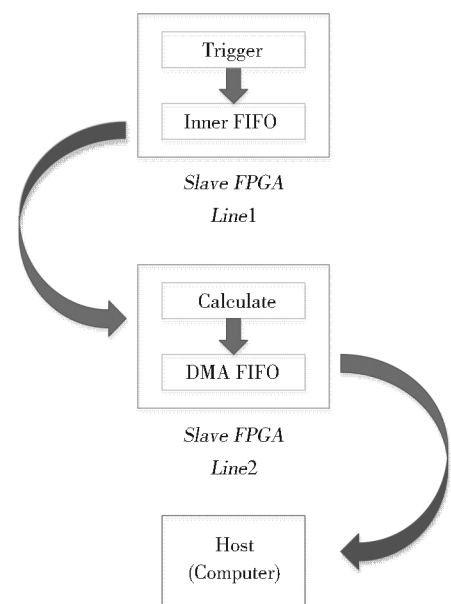 Trigger
Inner FIFO
Slave FPGA
Line1
Calculate
DMA FIFO
Slave FPGA
Line2
Host
(Computer)